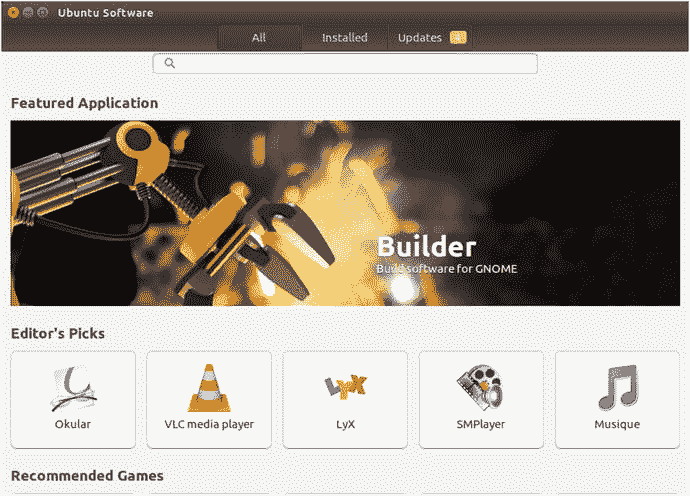 Ubuntu Software
All Installed Updates 4
Featured Application
Builder
Build software for GNOME
Editor's Picks
Okular VLC media player LyX SMPlayer Musique
Recommended Games